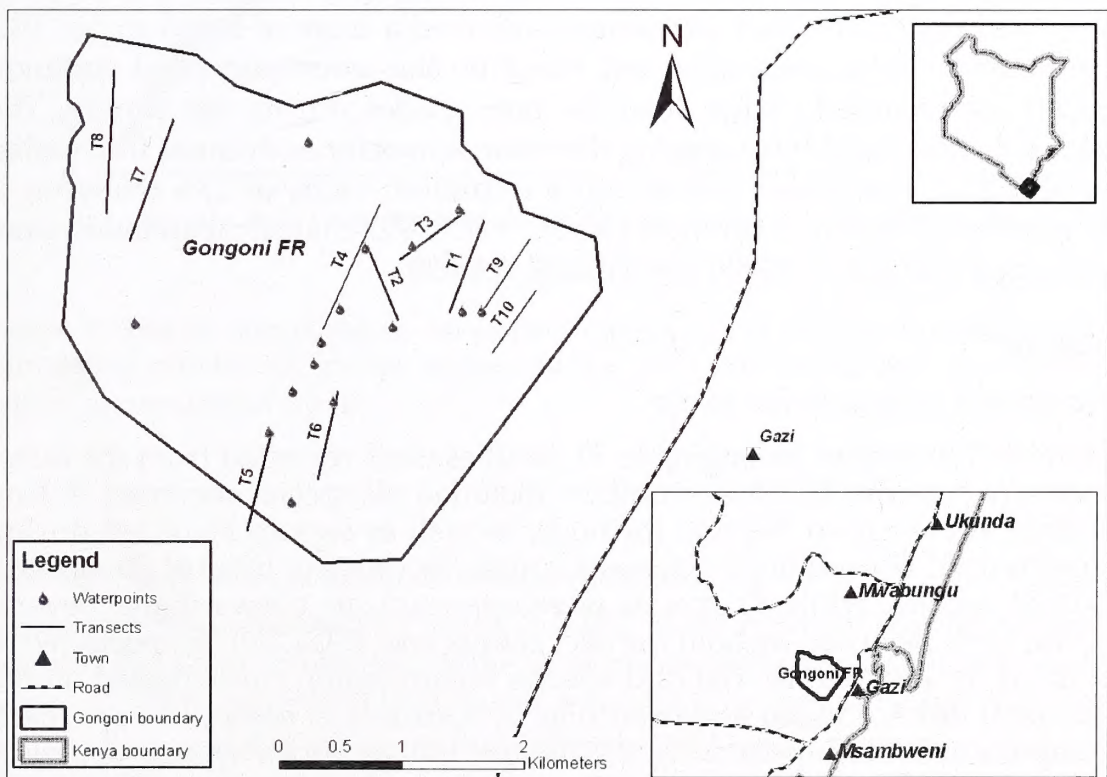 N
T8
T7
Gongoni FR
T4
T3
T2
T1
T9
T10
T6
T5
Gazi
Legend
Waterpoints
Transects
Town
Road
Gongoni boundary
Kenya boundary
0 0.5 1 2
Kilometers
Ukunda
Mwabungu
Gongoni FR
Gazi
Msambweni